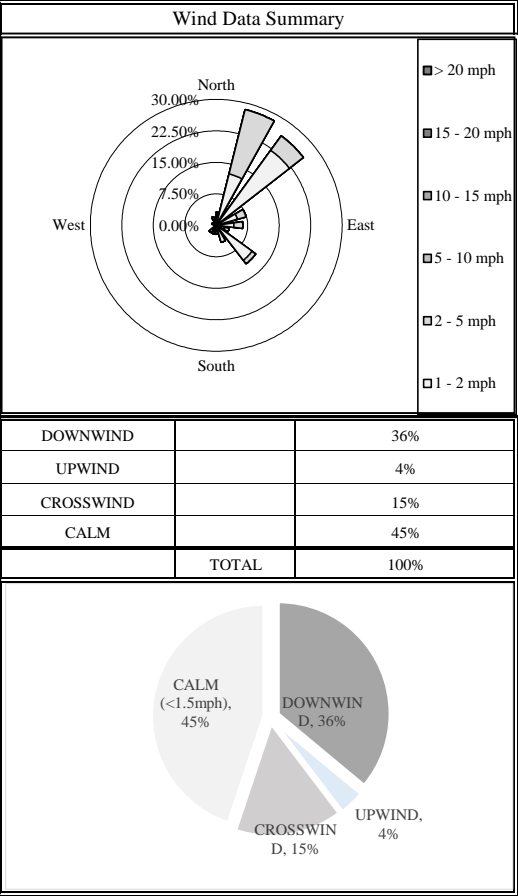 Wind Data Summary
North
30.00%
22.50%
15.00%
7.50%
0.00%
West
East
South
> 20 mph
15 - 20 mph
10 - 15 mph
5 - 10 mph
2 - 5 mph
1 - 2 mph
DOWNWIND 36%
UPWIND 4%
CROSSWIND 15%
CALM 45%
TOTAL 100%
CALM
(<1.5mph),
45%
DOWNWIN
D, 36%
UPWIND,
4%
CROSSWIN
D, 15%